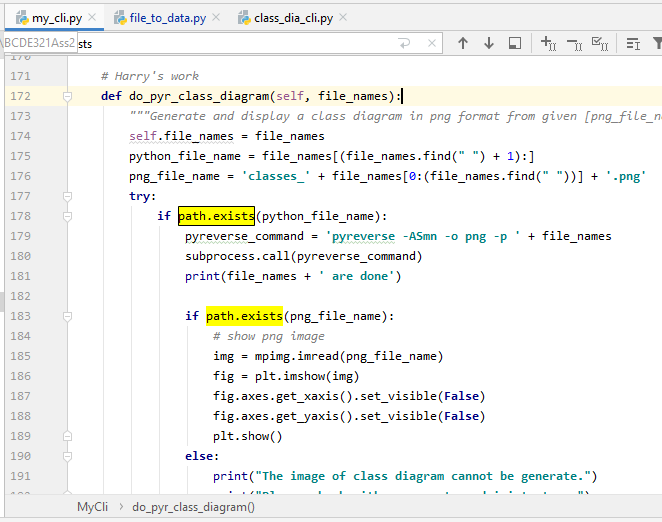 my_cli.py
file_to_data.py
class_dia_cli.py
BCDE321Ass2
sts
171 # Harry's work
172 def do_pyr_class_diagram(self, file_names):
173 """Generate and display a class diagram in png format from given [png_file_n
174 self.file_names = file_names
175 python_file_name = file_names[(file_names.find(" ") + 1):]
176 png_file_name = 'classes_' + file_names[0:(file_names.find(" "))] + '.png'
177 try:
178 if path.exists(python_file_name):
179 pyreverse_command = 'pyreverse -ASmn -o png -p ' + file_names
180 subprocess.call(pyreverse_command)
181 print(file_names + ' are done')
182
183 if path.exists(png_file_name):
184 # show png image
185 img = mpimg.imread(png_file_name)
186 fig = plt.imshow(img)
187 fig.axes.get_xaxis().set_visible(False)
188 fig.axes.get_yaxis().set_visible(False)
189 plt.show()
190 else:
191 print("The image of class diagram cannot be generate.")
MyCli > do_pyr_class_diagram()